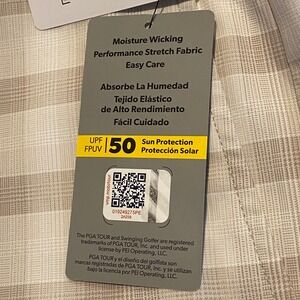 Moisture Wicking
Performance Stretch Fabric
Easy Care
Absorbe La Humedad
Tejido Elástico
de Alto Rendimiento
Fácil Cuidado
UPF
FPUV
50
Sun Protection
Protección Solar
The PGA TOUR and Swinging Golfer are registered
trademarks of PGA TOUR, Inc. and used under
license by PEI Operating, LLC.
PGA TOUR y el diseño del golfista son
marcas registradas de PGA TOUR, Inc. y se utilizan
bajo la licencia por PEI Operating, LLC.